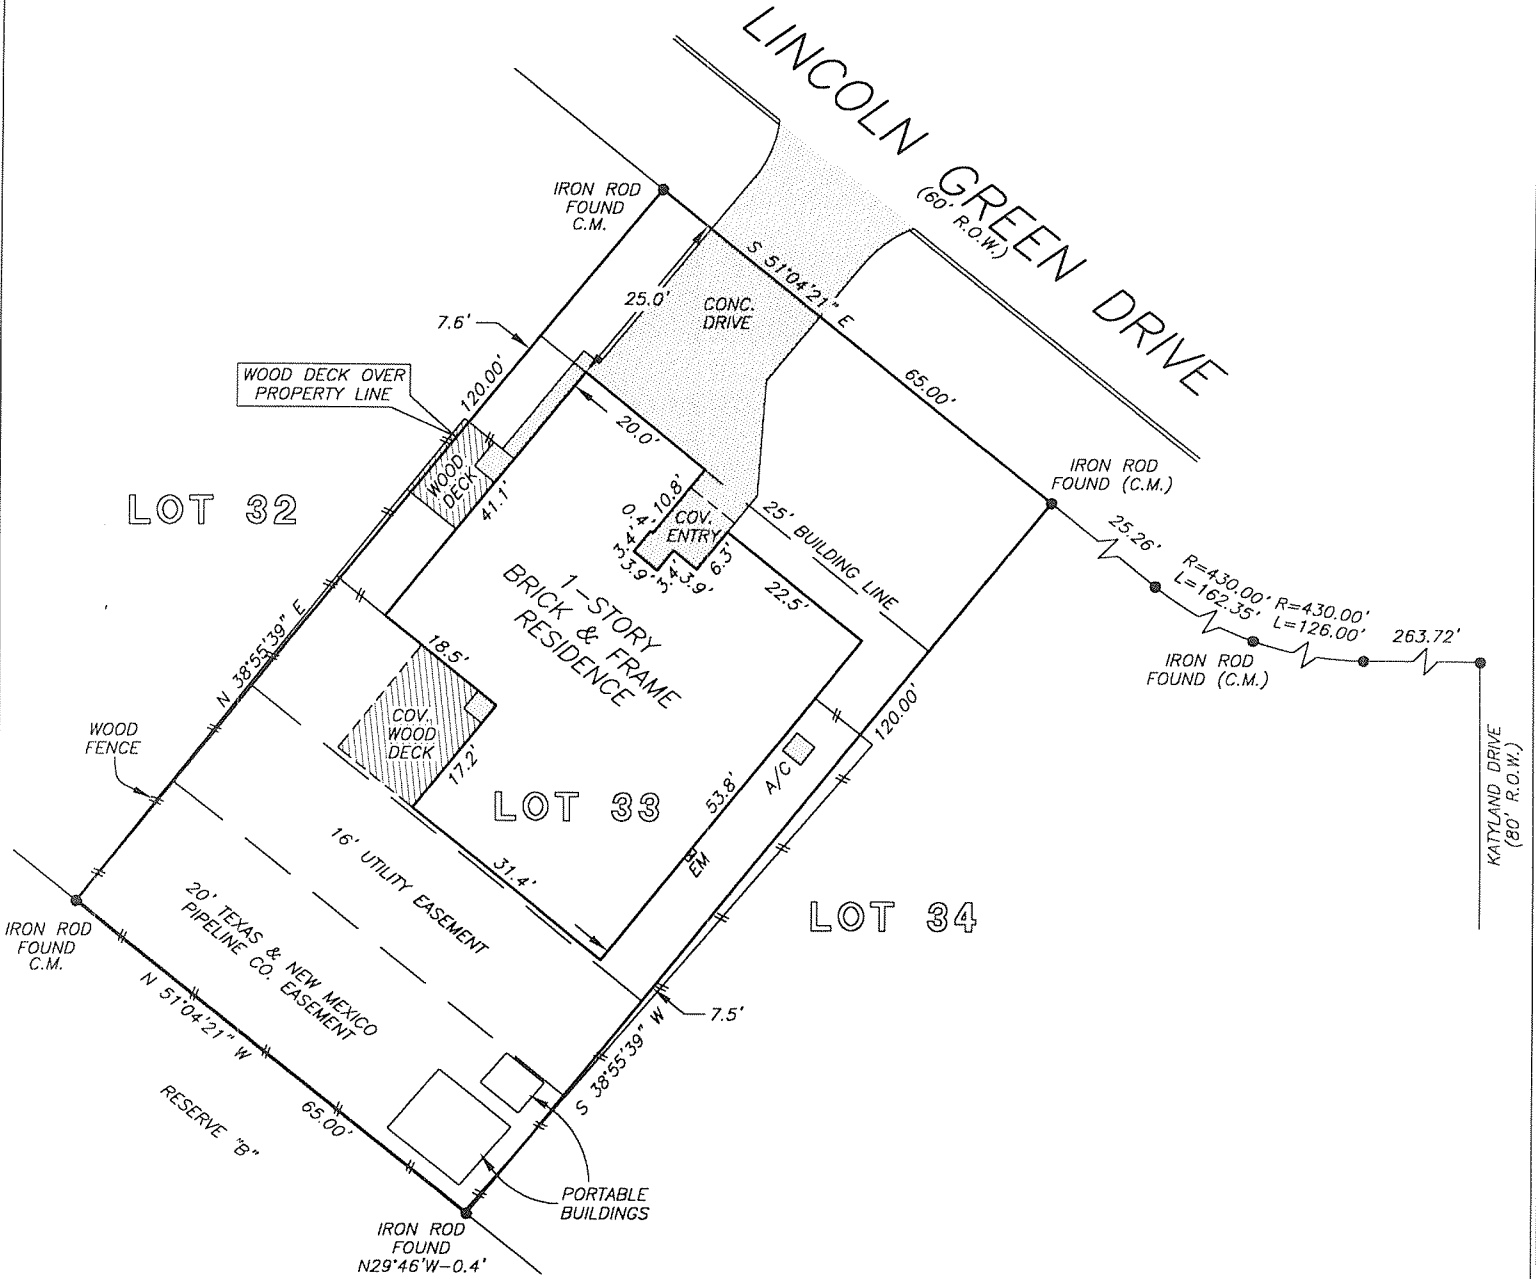 LINCOLN GREEN DRIVE
(60' R.O.W.)
IRON ROD
FOUND
C.M.
S 51°04'21" E
65.00'
25.0'
CONC.
DRIVE
7.6'
120.00'
WOOD DECK OVER
PROPERTY LINE
20.0'
WOOD
DECK
41.1'
LOT 32
10.8'
0.4'
3.4'
3.9'
3.4'
3.9'
6.3'
COV.
ENTRY
25' BUILDING LINE
22.5'
IRON ROD
FOUND (C.M.)
25.26'
R=430.00'
L=162.35'
R=430.00'
L=126.00'
263.72'
IRON ROD
FOUND (C.M.)
KATYLAND DRIVE
(80' R.O.W.)
1-STORY
BRICK & FRAME
RESIDENCE
N 38°55'39" E
18.5'
COV.
WOOD
DECK
17.2'
WOOD
FENCE
LOT 33
120.00'
A/C
53.8'
EM
31.4'
16' UTILITY EASEMENT
LOT 34
20' TEXAS & NEW MEXICO
PIPELINE CO. EASEMENT
IRON ROD
FOUND
C.M.
N 51°04'21" W
65.00'
7.5'
S 38°55'39" W
RESERVE "B"
PORTABLE
BUILDINGS
IRON ROD
FOUND
N29°46'W-0.4'